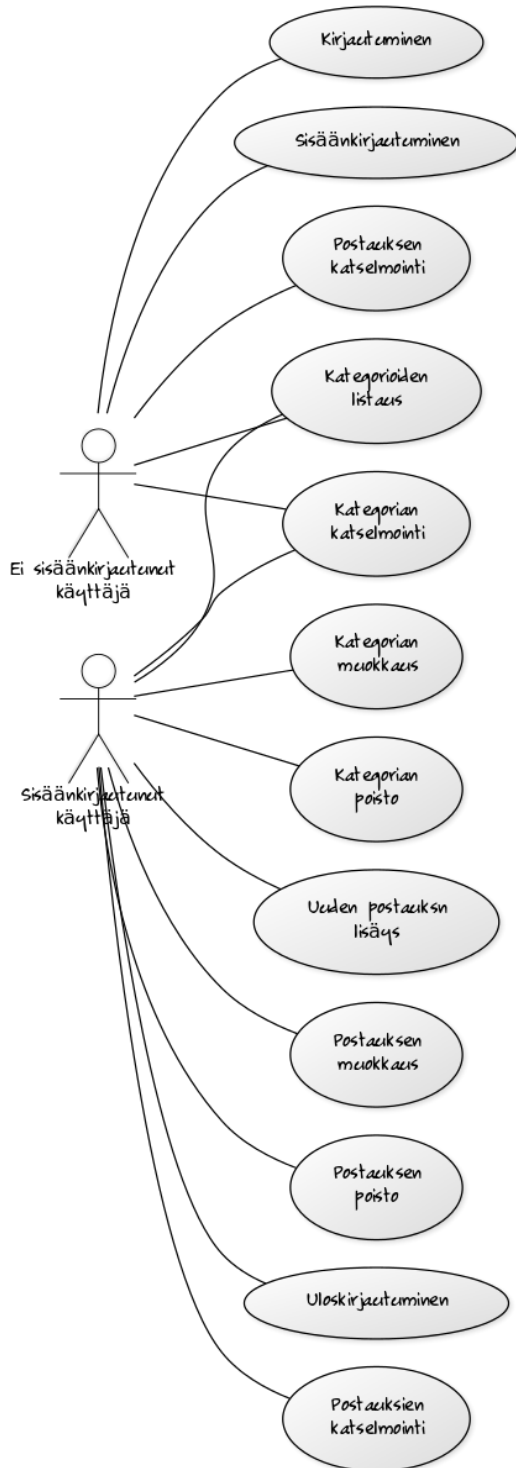 Kirjautuminen
Sisäänkirjautuminen
Postauksen
katselmointi
Kategorioiden
listaus
Kategorian
katselmointi
Ei sisäänkirjautunut
käyttäjä
Kategorian
muokkaus
Sisäänkirjautunut
käyttäjä
Kategorian
poisto
Uuden postauksn
lisäys
Postauksen
muokkaus
Postauksen
poisto
Uloskirjautuminen
Postauksien
katselmointi